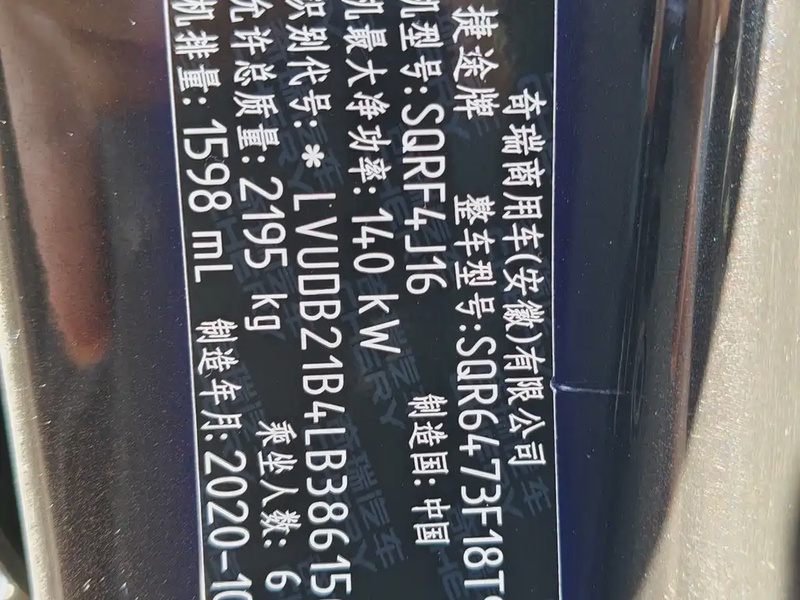 奇瑞商用车(安徽)有限公司
捷途牌 整车型号:SQR6473F18T
机型号:SQRF4J16 制造国:中国
机最大净功率:140 kW
识别代号:* LVUDB21B4LB38615
允许总质量:2195 kg 乘坐人数: 6
机排量:1598 mL 制造年月:2020-10